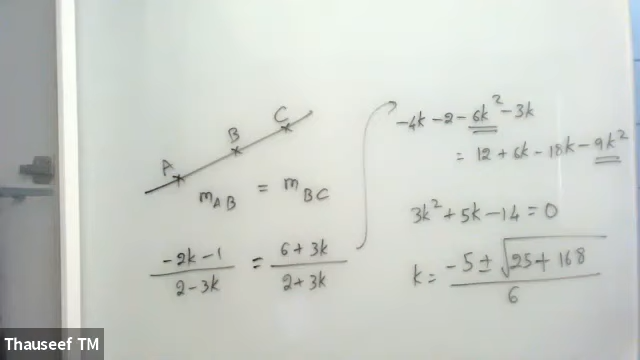 A B C
m_AB = m_BC
(-2k-1)/(2-3k) = (6+3k)/(2+3k)
-4k-2-6k²-3k
= 12+6k-18k-9k²
3k²+5k-14=0
k = (-5±√(25+168))/6
Thauseef TM